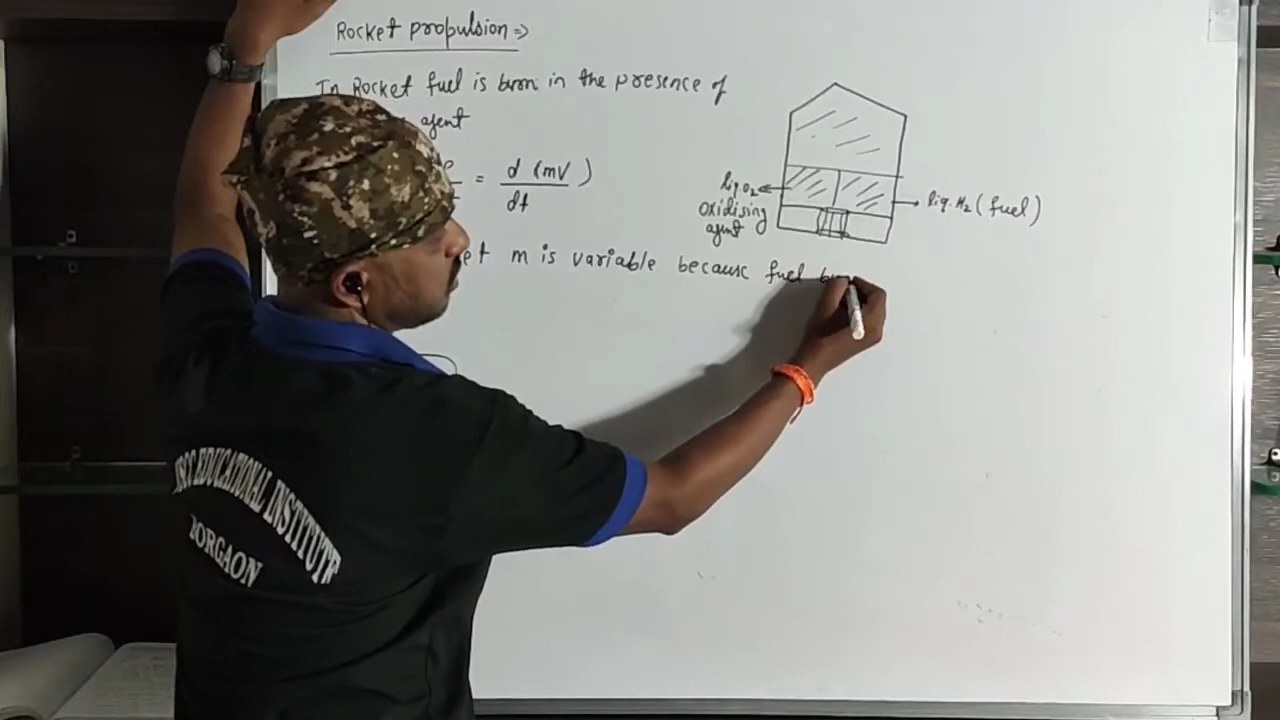 Rocket propulsion ⇒
In Rocket fuel is burn in the presence of
agent
= d (mV)
dt
m is variable because fuel
liq O2
oxidising
agent
liq. H2 (fuel)
EDUCATIONAL INSTITUTE
BORGAON